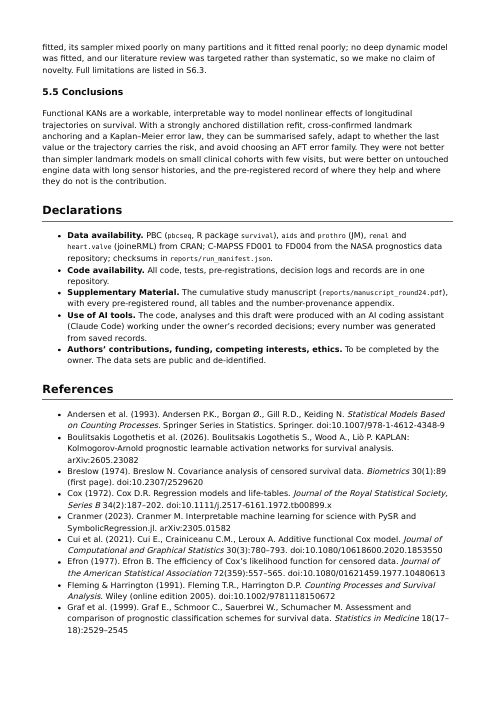 fitted, its sampler mixed poorly on many partitions and it fitted renal poorly; no deep dynamic model
was fitted, and our literature review was targeted rather than systematic, so we make no claim of
novelty. Full limitations are listed in S6.3.
5.5 Conclusions
Functional KANs are a workable, interpretable way to model nonlinear effects of longitudinal
trajectories on survival. With a strongly anchored distillation refit, cross-confirmed landmark
anchoring and a Kaplan–Meier error law, they can be summarised safely, adapt to whether the last
value or the trajectory carries the risk, and avoid choosing an AFT error family. They were not better
than simpler landmark models on small clinical cohorts with few visits, but were better on untouched
engine data with long sensor histories, and the pre-registered record of where they help and where
they do not is the contribution.
Declarations
• Data availability. PBC (pbcseq, R package survival), aids and prothro (JM), renal and
heart.valve (joineRML) from CRAN; C-MAPSS FD001 to FD004 from the NASA prognostics data
repository; checksums in reports/run_manifest.json.
• Code availability. All code, tests, pre-registrations, decision logs and records are in one
repository.
• Supplementary Material. The cumulative study manuscript (reports/manuscript_round24.pdf),
with every pre-registered round, all tables and the number-provenance appendix.
• Use of AI tools. The code, analyses and this draft were produced with an AI coding assistant
(Claude Code) working under the owner’s recorded decisions; every number was generated
from saved records.
• Authors’ contributions, funding, competing interests, ethics. To be completed by the
owner. The data sets are public and de-identified.
References
• Andersen et al. (1993). Andersen P.K., Borgan Ø., Gill R.D., Keiding N. Statistical Models Based
on Counting Processes. Springer Series in Statistics. Springer. doi:10.1007/978-1-4612-4348-9
• Boulitsakis Logothetis et al. (2026). Boulitsakis Logothetis S., Wood A., Liò P. KAPLAN:
Kolmogorov-Arnold prognostic learnable activation networks for survival analysis.
arXiv:2605.23082
• Breslow (1974). Breslow N. Covariance analysis of censored survival data. Biometrics 30(1):89
(first page). doi:10.2307/2529620
• Cox (1972). Cox D.R. Regression models and life-tables. Journal of the Royal Statistical Society,
Series B 34(2):187–202. doi:10.1111/j.2517-6161.1972.tb00899.x
• Cranmer (2023). Cranmer M. Interpretable machine learning for science with PySR and
SymbolicRegression.jl. arXiv:2305.01582
• Cui et al. (2021). Cui E., Crainiceanu C.M., Leroux A. Additive functional Cox model. Journal of
Computational and Graphical Statistics 30(3):780–793. doi:10.1080/10618600.2020.1853550
• Efron (1977). Efron B. The efficiency of Cox’s likelihood function for censored data. Journal of
the American Statistical Association 72(359):557–565. doi:10.1080/01621459.1977.10480613
• Fleming & Harrington (1991). Fleming T.R., Harrington D.P. Counting Processes and Survival
Analysis. Wiley (online edition 2005). doi:10.1002/9781118150672
• Graf et al. (1999). Graf E., Schmoor C., Sauerbrei W., Schumacher M. Assessment and
comparison of prognostic classification schemes for survival data. Statistics in Medicine 18(17–
18):2529–2545